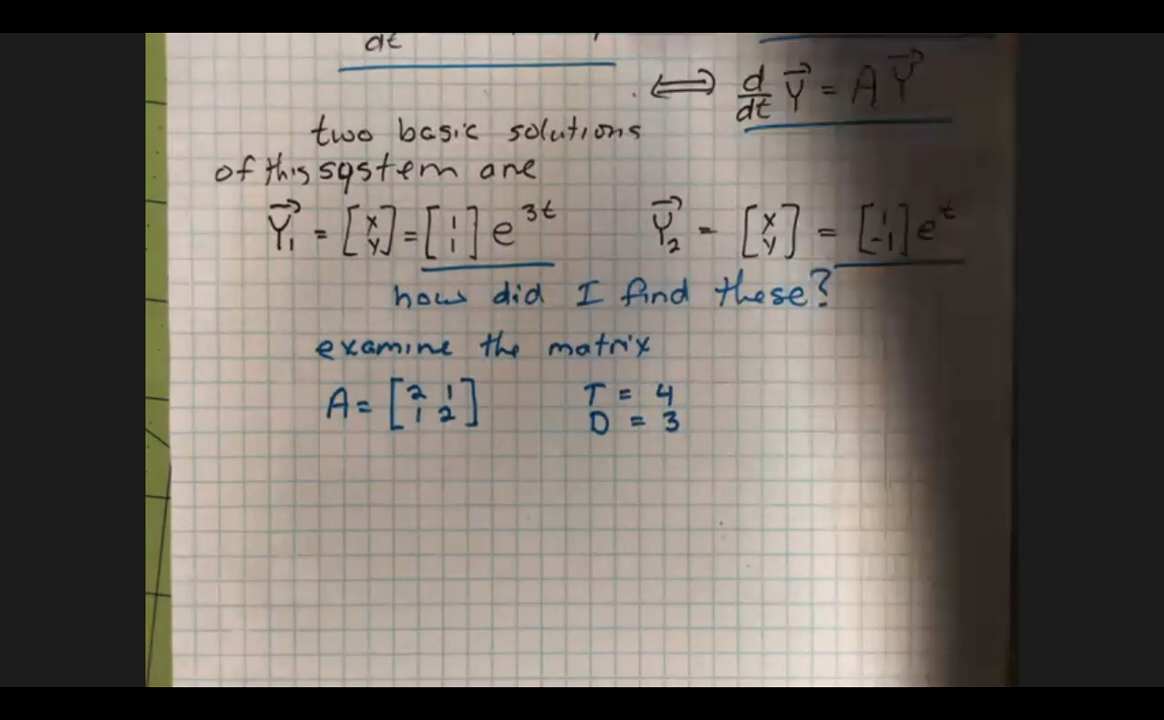 dt
⟺ d/dt Y⃗ = A Y⃗
two basic solutions
of this system are
Y⃗₁ = [x y] = [1 1] e^{3t} Y⃗₂ = [x y] = [1 -1] e^t
how did I find these?
examine the matrix
A = [2 1; 1 2] T = 4
D = 3